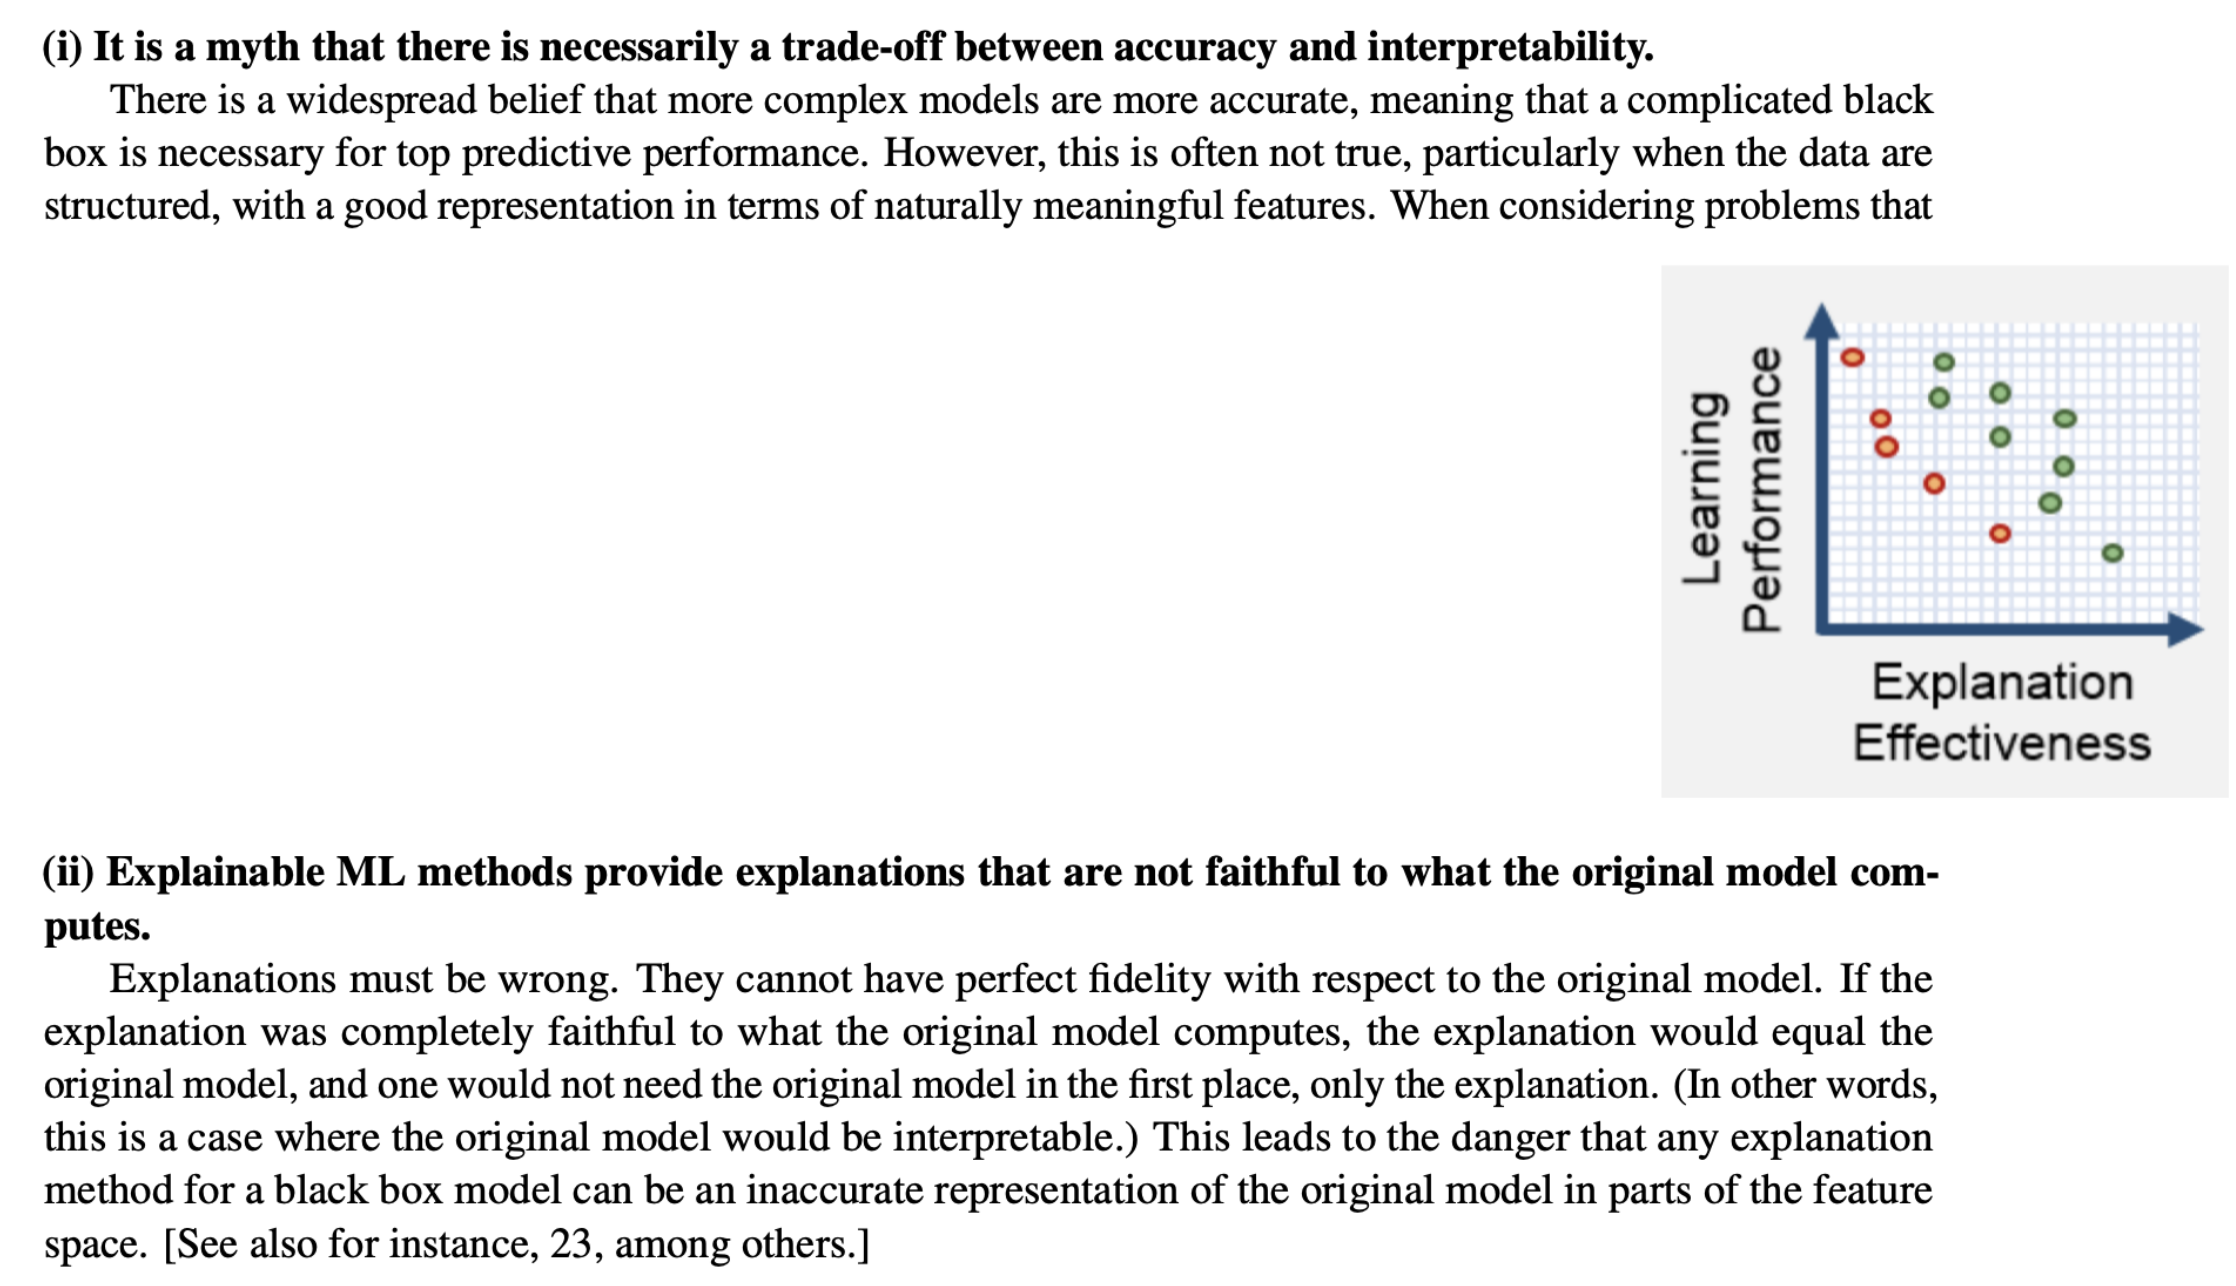 (i) It is a myth that there is necessarily a trade-off between accuracy and interpretability.
There is a widespread belief that more complex models are more accurate, meaning that a complicated black
box is necessary for top predictive performance. However, this is often not true, particularly when the data are
structured, with a good representation in terms of naturally meaningful features. When considering problems that
Learning
Performance
Explanation
Effectiveness
(ii) Explainable ML methods provide explanations that are not faithful to what the original model com-
putes.
Explanations must be wrong. They cannot have perfect fidelity with respect to the original model. If the
explanation was completely faithful to what the original model computes, the explanation would equal the
original model, and one would not need the original model in the first place, only the explanation. (In other words,
this is a case where the original model would be interpretable.) This leads to the danger that any explanation
method for a black box model can be an inaccurate representation of the original model in parts of the feature
space. [See also for instance, 23, among others.]